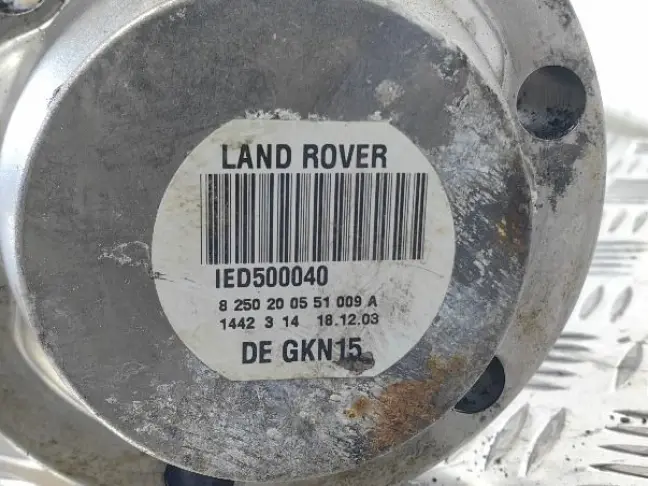 LAND ROVER
IED500040
8 250 20 05 51 009 A
1442 3 14 18.12.03
DE GKN15